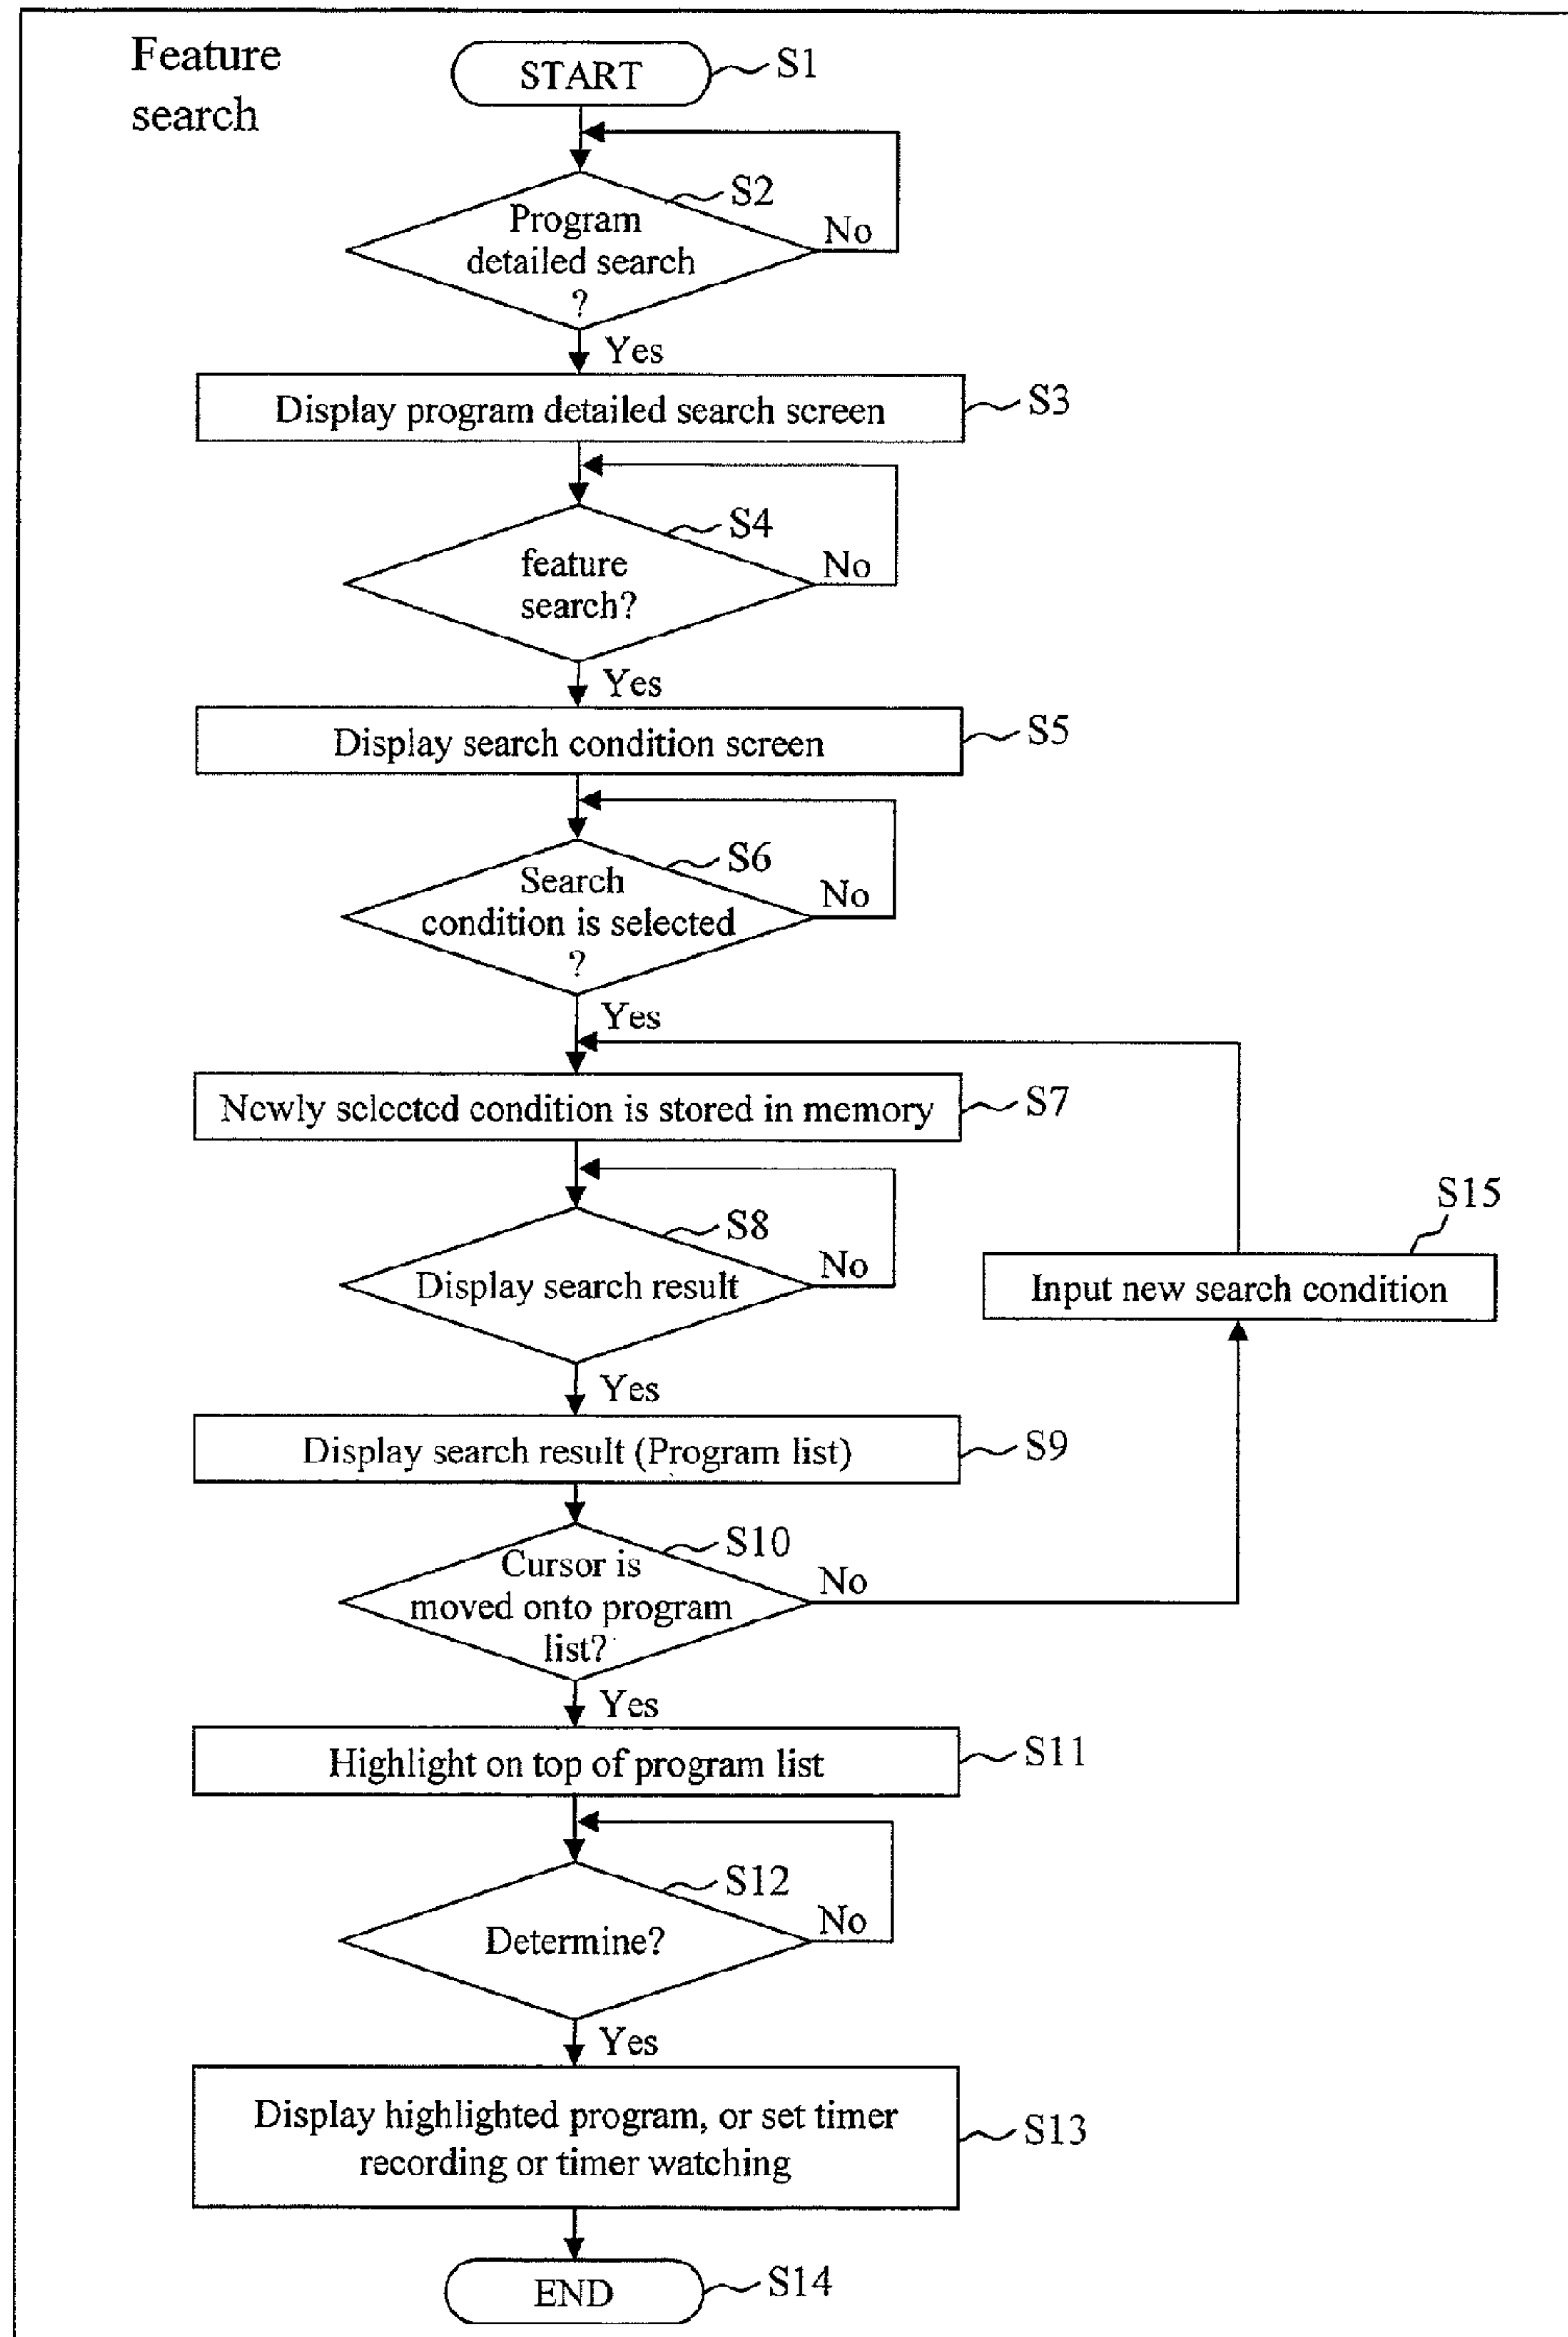 Feature
search
START
S1
S2
Program
detailed search
?
No
Yes
Display program detailed search screen
S3
S4
feature
search?
No
Yes
Display search condition screen
S5
S6
Search
condition is selected
?
No
Yes
Newly selected condition is stored in memory
S7
S8
Display search result
No
S15
Input new search condition
Yes
Display search result (Program list)
S9
S10
Cursor is
moved onto program
list?
No
Yes
Highlight on top of program list
S11
S12
Determine?
No
Yes
Display highlighted program, or set timer
recording or timer watching
S13
END
S14